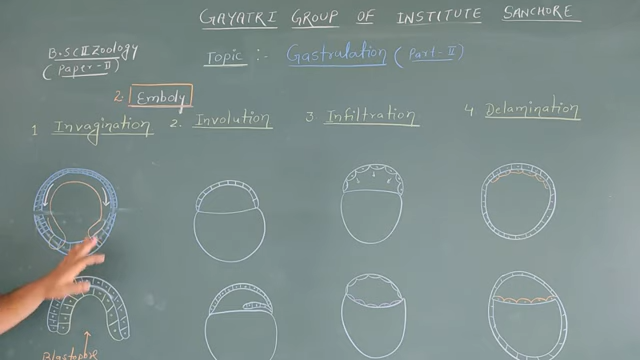 GAYATRI GROUP OF INSTITUTE SANCHORE
B.SC II Zoology
(Paper-II)
Topic :- Gastrulation (Part-II)
2. Emboly
1 Invagination
2. Involution
3 Infiltration
4 Delamination
Blastopore